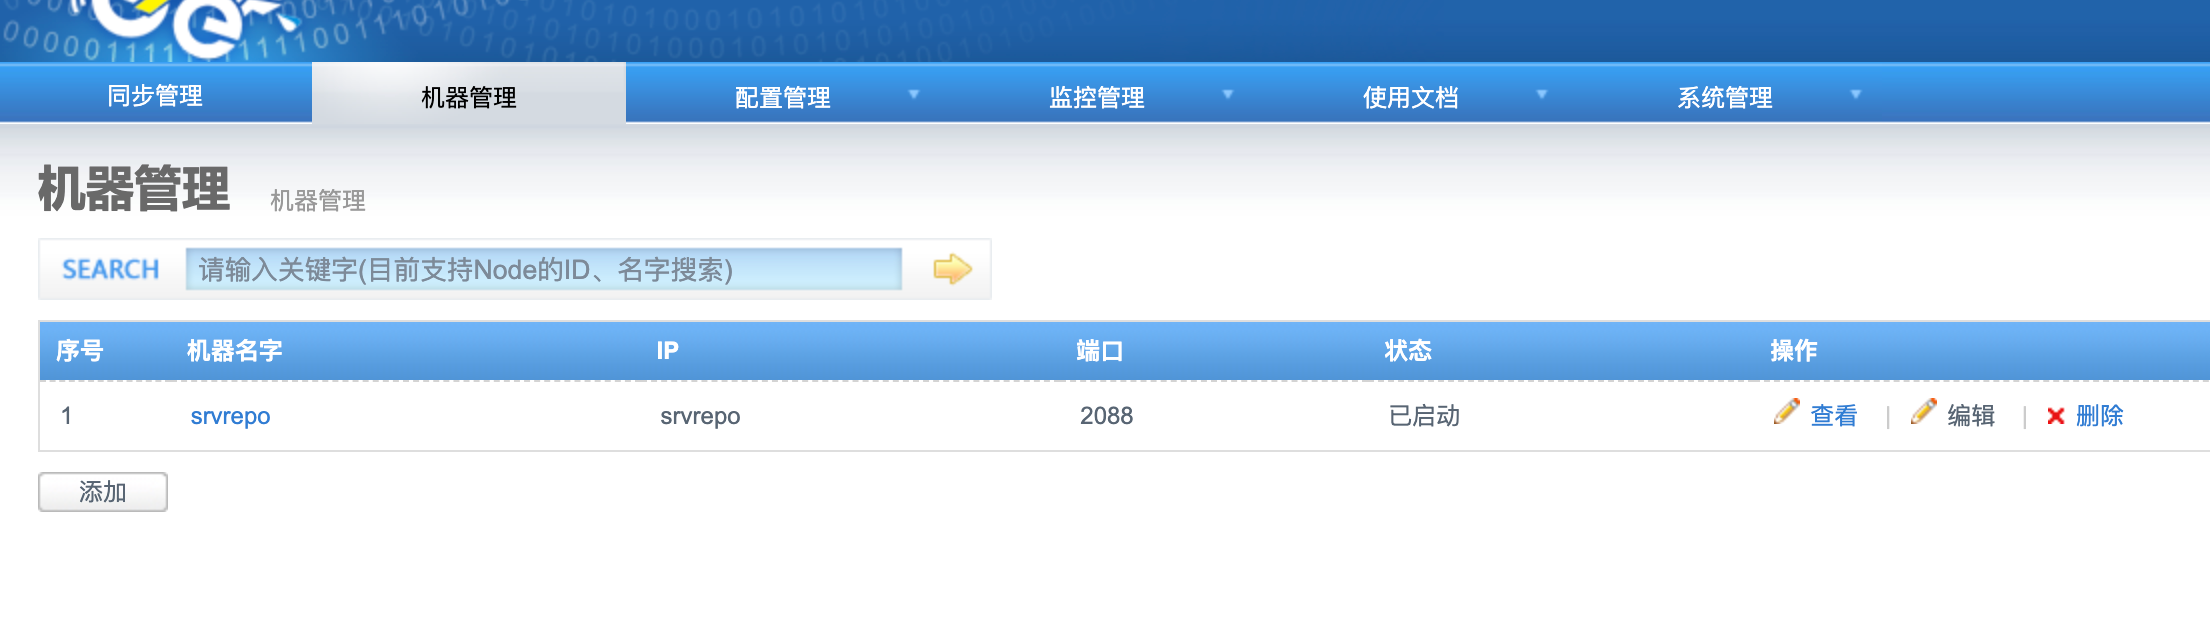 同步管理 机器管理 配置管理 监控管理 使用文档 系统管理
机器管理 机器管理
SEARCH 请输入关键字(目前支持Node的ID、名字搜索)
序号 机器名字 IP 端口 状态 操作
1 srvrepo srvrepo 2088 已启动 查看 | 编辑 | 删除
添加